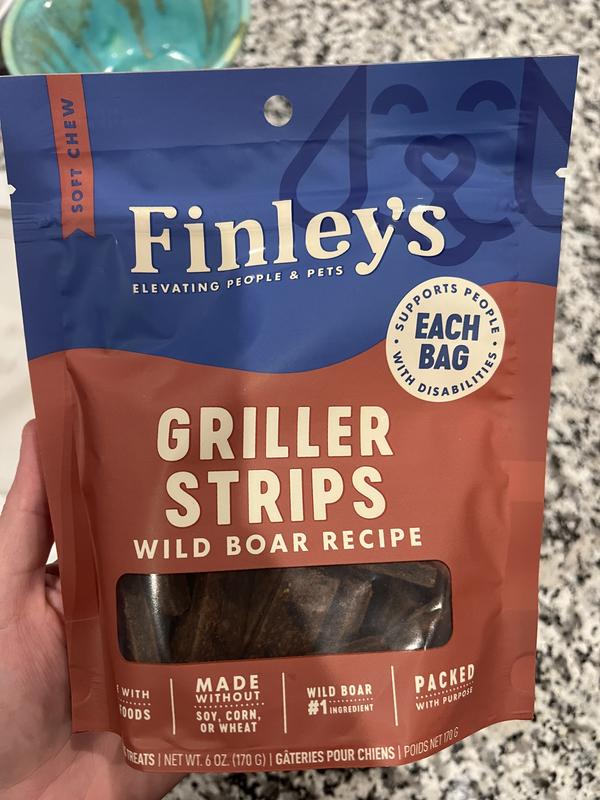 SOFT CHEW
Finley's
ELEVATING PEOPLE & PETS
SUPPORTS PEOPLE
EACH
BAG
WITH DISABILITIES
GRILLER
STRIPS
WILD BOAR RECIPE
WITH
MADE
WITHOUT
SOY, CORN,
OR WHEAT
WILD BOAR
#1 INGREDIENT
PACKED
WITH PURPOSE
TREATS | NET WT. 6 OZ. (170 G) | GÂTERIES POUR CHIENS | POIDS NET 170 G